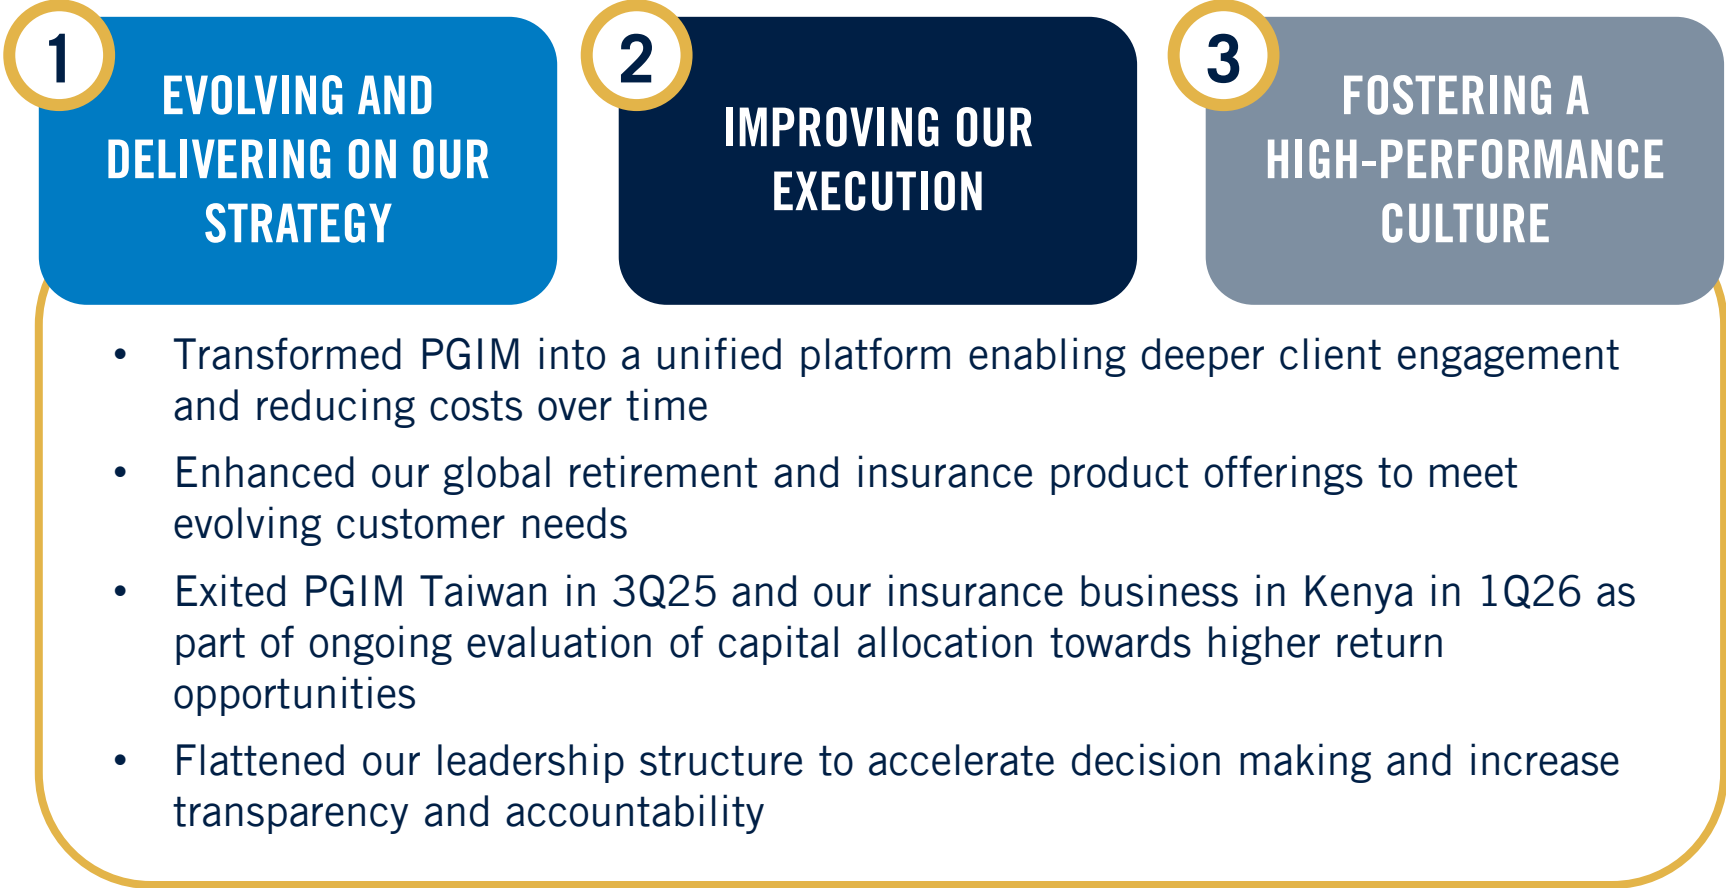 1
EVOLVING AND
DELIVERING ON OUR
STRATEGY
2
IMPROVING OUR
EXECUTION
3
FOSTERING A
HIGH-PERFORMANCE
CULTURE
• Transformed PGIM into a unified platform enabling deeper client engagement
and reducing costs over time
• Enhanced our global retirement and insurance product offerings to meet
evolving customer needs
• Exited PGIM Taiwan in 3Q25 and our insurance business in Kenya in 1Q26 as
part of ongoing evaluation of capital allocation towards higher return
opportunities
• Flattened our leadership structure to accelerate decision making and increase
transparency and accountability